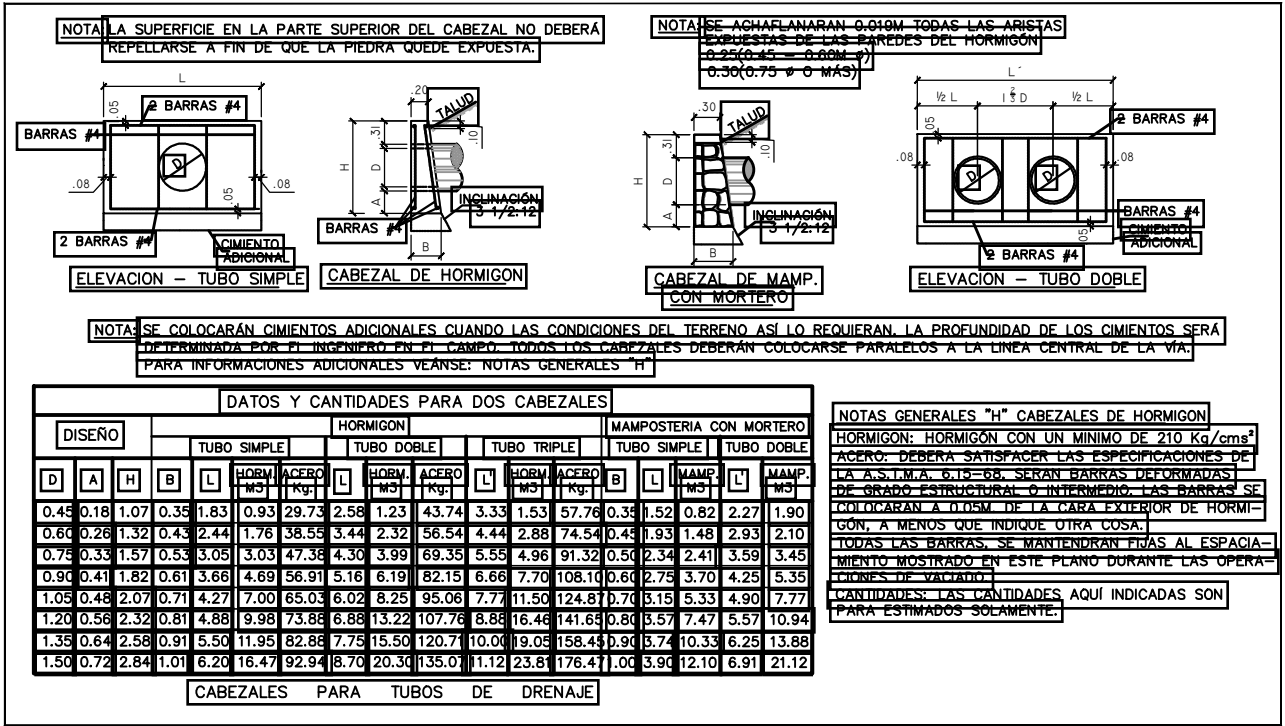 NOTA: LA SUPERFICIE EN LA PARTE SUPERIOR DEL CABEZAL NO DEBERÁ
REPELLARSE A FIN DE QUE LA PIEDRA QUEDE EXPUESTA.
NOTA: SE ACHAFLANARAN 0.019M TODAS LAS ARISTAS
EXPUESTAS DE LAS PAREDES DEL HORMIGÓN
0.25(0.45 – 0.60M ø)
0.30(0.75 ø O MÁS)
L
.05
2 BARRAS #4
BARRAS #4
D
.08
.08
.05
2 BARRAS #4
CIMIENTO
ADICIONAL
ELEVACION – TUBO SIMPLE
.20
TALUD
.31
.10
H
D
A
INCLINACIÓN
3-1/2:12
BARRAS #4
B
CABEZAL DE HORMIGON
.30
TALUD
.31
.10
H
D
A
INCLINACIÓN
3-1/2:12
B
CABEZAL DE MAMP.
CON MORTERO
L´
½ L
1 ⅔ D
½ L
.05
2 BARRAS #4
.08
D
D
.08
BARRAS #4
.05
CIMIENTO
ADICIONAL
2 BARRAS #4
ELEVACION – TUBO DOBLE
NOTA: SE COLOCARÁN CIMIENTOS ADICIONALES CUANDO LAS CONDICIONES DEL TERRENO ASÍ LO REQUIERAN. LA PROFUNDIDAD DE LOS CIMIENTOS SERÁ
DETERMINADA POR EL INGENIERO EN EL CAMPO. TODOS LOS CABEZALES DEBERÁN COLOCARSE PARALELOS A LA LINEA CENTRAL DE LA VÍA.
PARA INFORMACIONES ADICIONALES VEÁNSE: NOTAS GENERALES "H"
DATOS Y CANTIDADES PARA DOS CABEZALES
DISEÑO HORMIGON MAMPOSTERIA CON MORTERO
TUBO SIMPLE TUBO DOBLE TUBO TRIPLE TUBO SIMPLE TUBO DOBLE
D A H B L HORM. M3 ACERO Kg. L HORM. M3 ACERO Kg. L' HORM. M3 ACERO Kg. B L MAMP. M3 L' MAMP. M3
0.45 0.18 1.07 0.35 1.83 0.93 29.73 2.58 1.23 43.74 3.33 1.53 57.76 0.35 1.52 0.82 2.27 1.90
0.60 0.26 1.32 0.43 2.44 1.76 38.55 3.44 2.32 56.54 4.44 2.88 74.54 0.45 1.93 1.48 2.93 2.10
0.75 0.33 1.57 0.53 3.05 3.03 47.38 4.30 3.99 69.35 5.55 4.96 91.32 0.50 2.34 2.41 3.59 3.45
0.90 0.41 1.82 0.61 3.66 4.69 56.91 5.16 6.19 82.15 6.66 7.70 108.10 0.60 2.75 3.70 4.25 5.35
1.05 0.48 2.07 0.71 4.27 7.00 65.03 6.02 8.25 95.06 7.77 11.50 124.87 0.70 3.15 5.33 4.90 7.77
1.20 0.56 2.32 0.81 4.88 9.98 73.88 6.88 13.22 107.76 8.88 16.46 141.65 0.80 3.57 7.47 5.57 10.94
1.35 0.64 2.58 0.91 5.50 11.95 82.88 7.75 15.50 120.71 10.00 19.05 158.45 0.90 3.74 10.33 6.25 13.88
1.50 0.72 2.84 1.01 6.20 16.47 92.94 8.70 20.30 135.07 11.12 23.81 176.47 1.00 3.90 12.10 6.91 21.12
CABEZALES PARA TUBOS DE DRENAJE
NOTAS GENERALES "H" CABEZALES DE HORMIGON
HORMIGON: HORMIGÓN CON UN MINIMO DE 210 Kg/cms²
ACERO: DEBERA SATISFACER LAS ESPECIFICACIONES DE
LA A.S.T.M.A. 6.15–68. SERAN BARRAS DEFORMADAS
DE GRADO ESTRUCTURAL O INTERMEDIO. LAS BARRAS SE
COLOCARAN A 0.05M. DE LA CARA EXTERIOR DE HORMI–
GÓN, A MENOS QUE INDIQUE OTRA COSA.
TODAS LAS BARRAS, SE MANTENDRAN FIJAS AL ESPACIA–
MIENTO MOSTRADO EN ESTE PLANO DURANTE LAS OPERA–
CIONES DE VACIADO
CANTIDADES: LAS CANTIDADES AQUÍ INDICADAS SON
PARA ESTIMADOS SOLAMENTE.